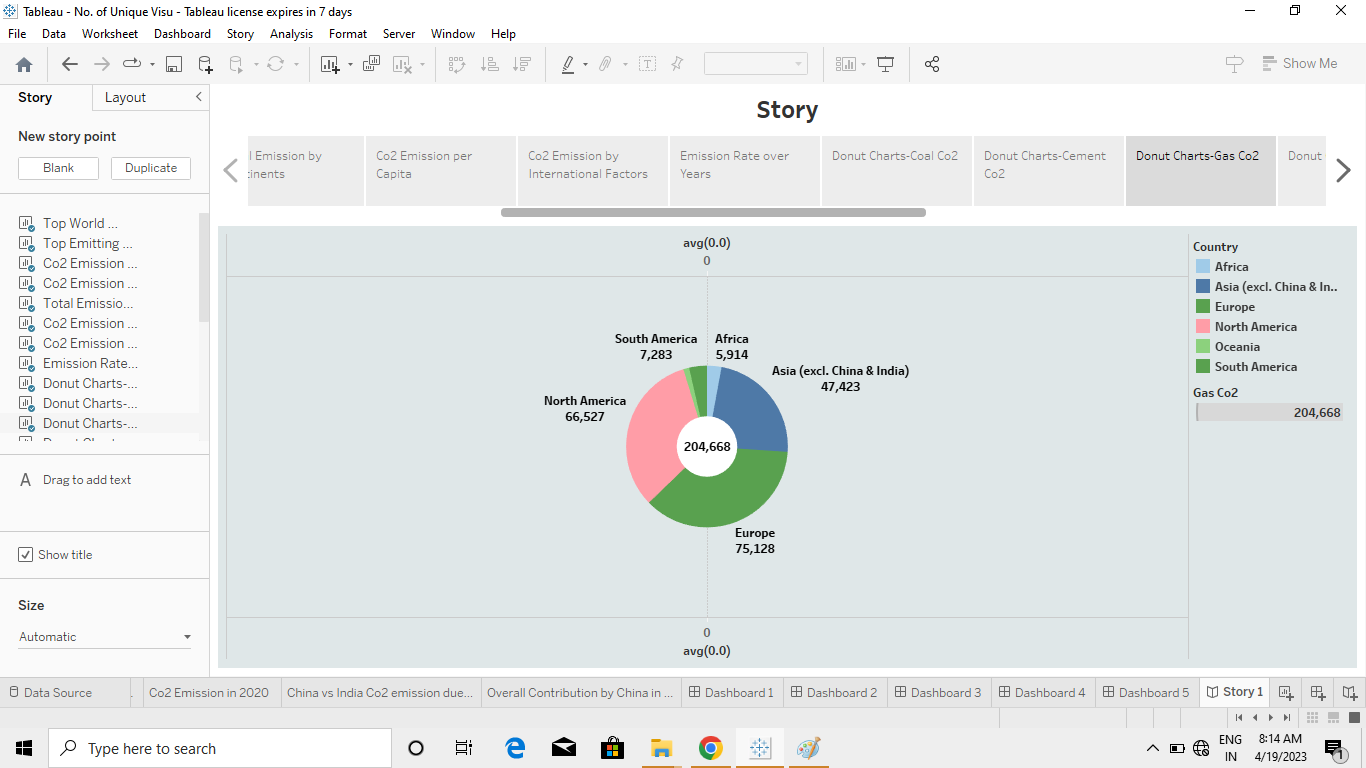 Tableau - No. of Unique Visu - Tableau license expires in 7 days
File Data Worksheet Dashboard Story Analysis Format Server Window Help
Show Me
Story Layout
New story point
Blank Duplicate
Top World ...
Top Emitting ...
Co2 Emission ...
Co2 Emission ...
Total Emissio...
Co2 Emission ...
Co2 Emission ...
Emission Rate...
Donut Charts-...
Donut Charts-...
Donut Charts-...
A Drag to add text
Show title
Size
Automatic
Story
l Emission by
tinents
Co2 Emission per
Capita
Co2 Emission by
International Factors
Emission Rate over
Years
Donut Charts-Coal Co2
Donut Charts-Cement
Co2
Donut Charts-Gas Co2
Donut
avg(0.0)
0
South America
7,283
Africa
5,914
Asia (excl. China & India)
47,423
North America
66,527
204,668
Europe
75,128
0
avg(0.0)
Country
Africa
Asia (excl. China & In..
Europe
North America
Oceania
South America
Gas Co2
204,668
Data Source Co2 Emission in 2020 China vs India Co2 emission due... Overall Contribution by China in ... Dashboard 1 Dashboard 2 Dashboard 3 Dashboard 4 Dashboard 5 Story 1
Type here to search
ENG
IN
8:14 AM
4/19/2023
1